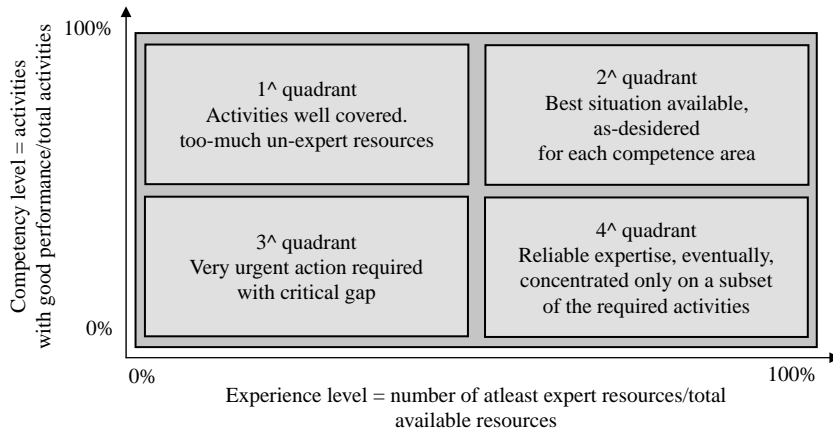 Competency level = activities
with good performance/total activities
100%
1^ quadrant
Activities well covered.
too-much un-expert resources
2^ quadrant
Best situation available,
as-desidered
for each competence area
3^ quadrant
Very urgent action required
with critical gap
4^ quadrant
Reliable expertise, eventually,
concentrated only on a subset
of the required activities
0%
0%
100%
Experience level = number of atleast expert resources/total
available resources